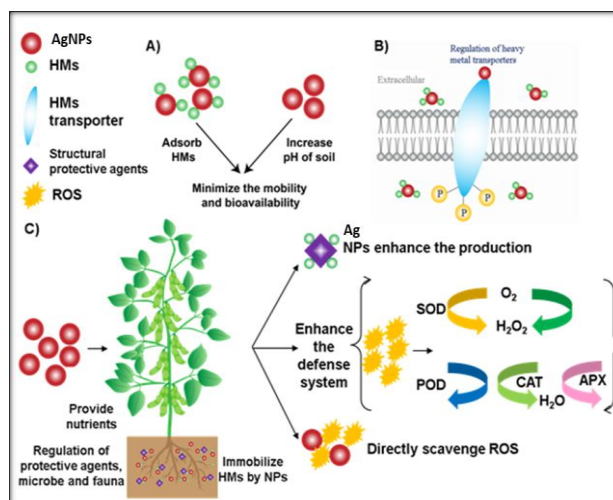 AgNPs
HMs
HMs
transporter
Structural
protective agents
ROS
A)
Adsorb
HMs
Increase
pH of soil
Minimize the mobility
and bioavailability
B)
Regulation of heavy
metal transporters
Extracellular
P
P
P
C)
Provide
nutrients
Regulation of
protective agents,
microbe and fauna
Immobilize
HMs by NPs
Ag
NPs enhance the production
Enhance
the
defense
system
SOD
O2
H2O2
POD
CAT
H2O
APX
Directly scavenge ROS